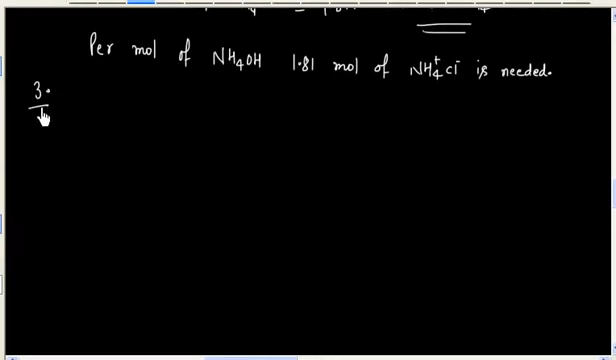 Per mol of NH₄OH 1.81 mol of NH₄⁺Cl⁻ is needed.
3.